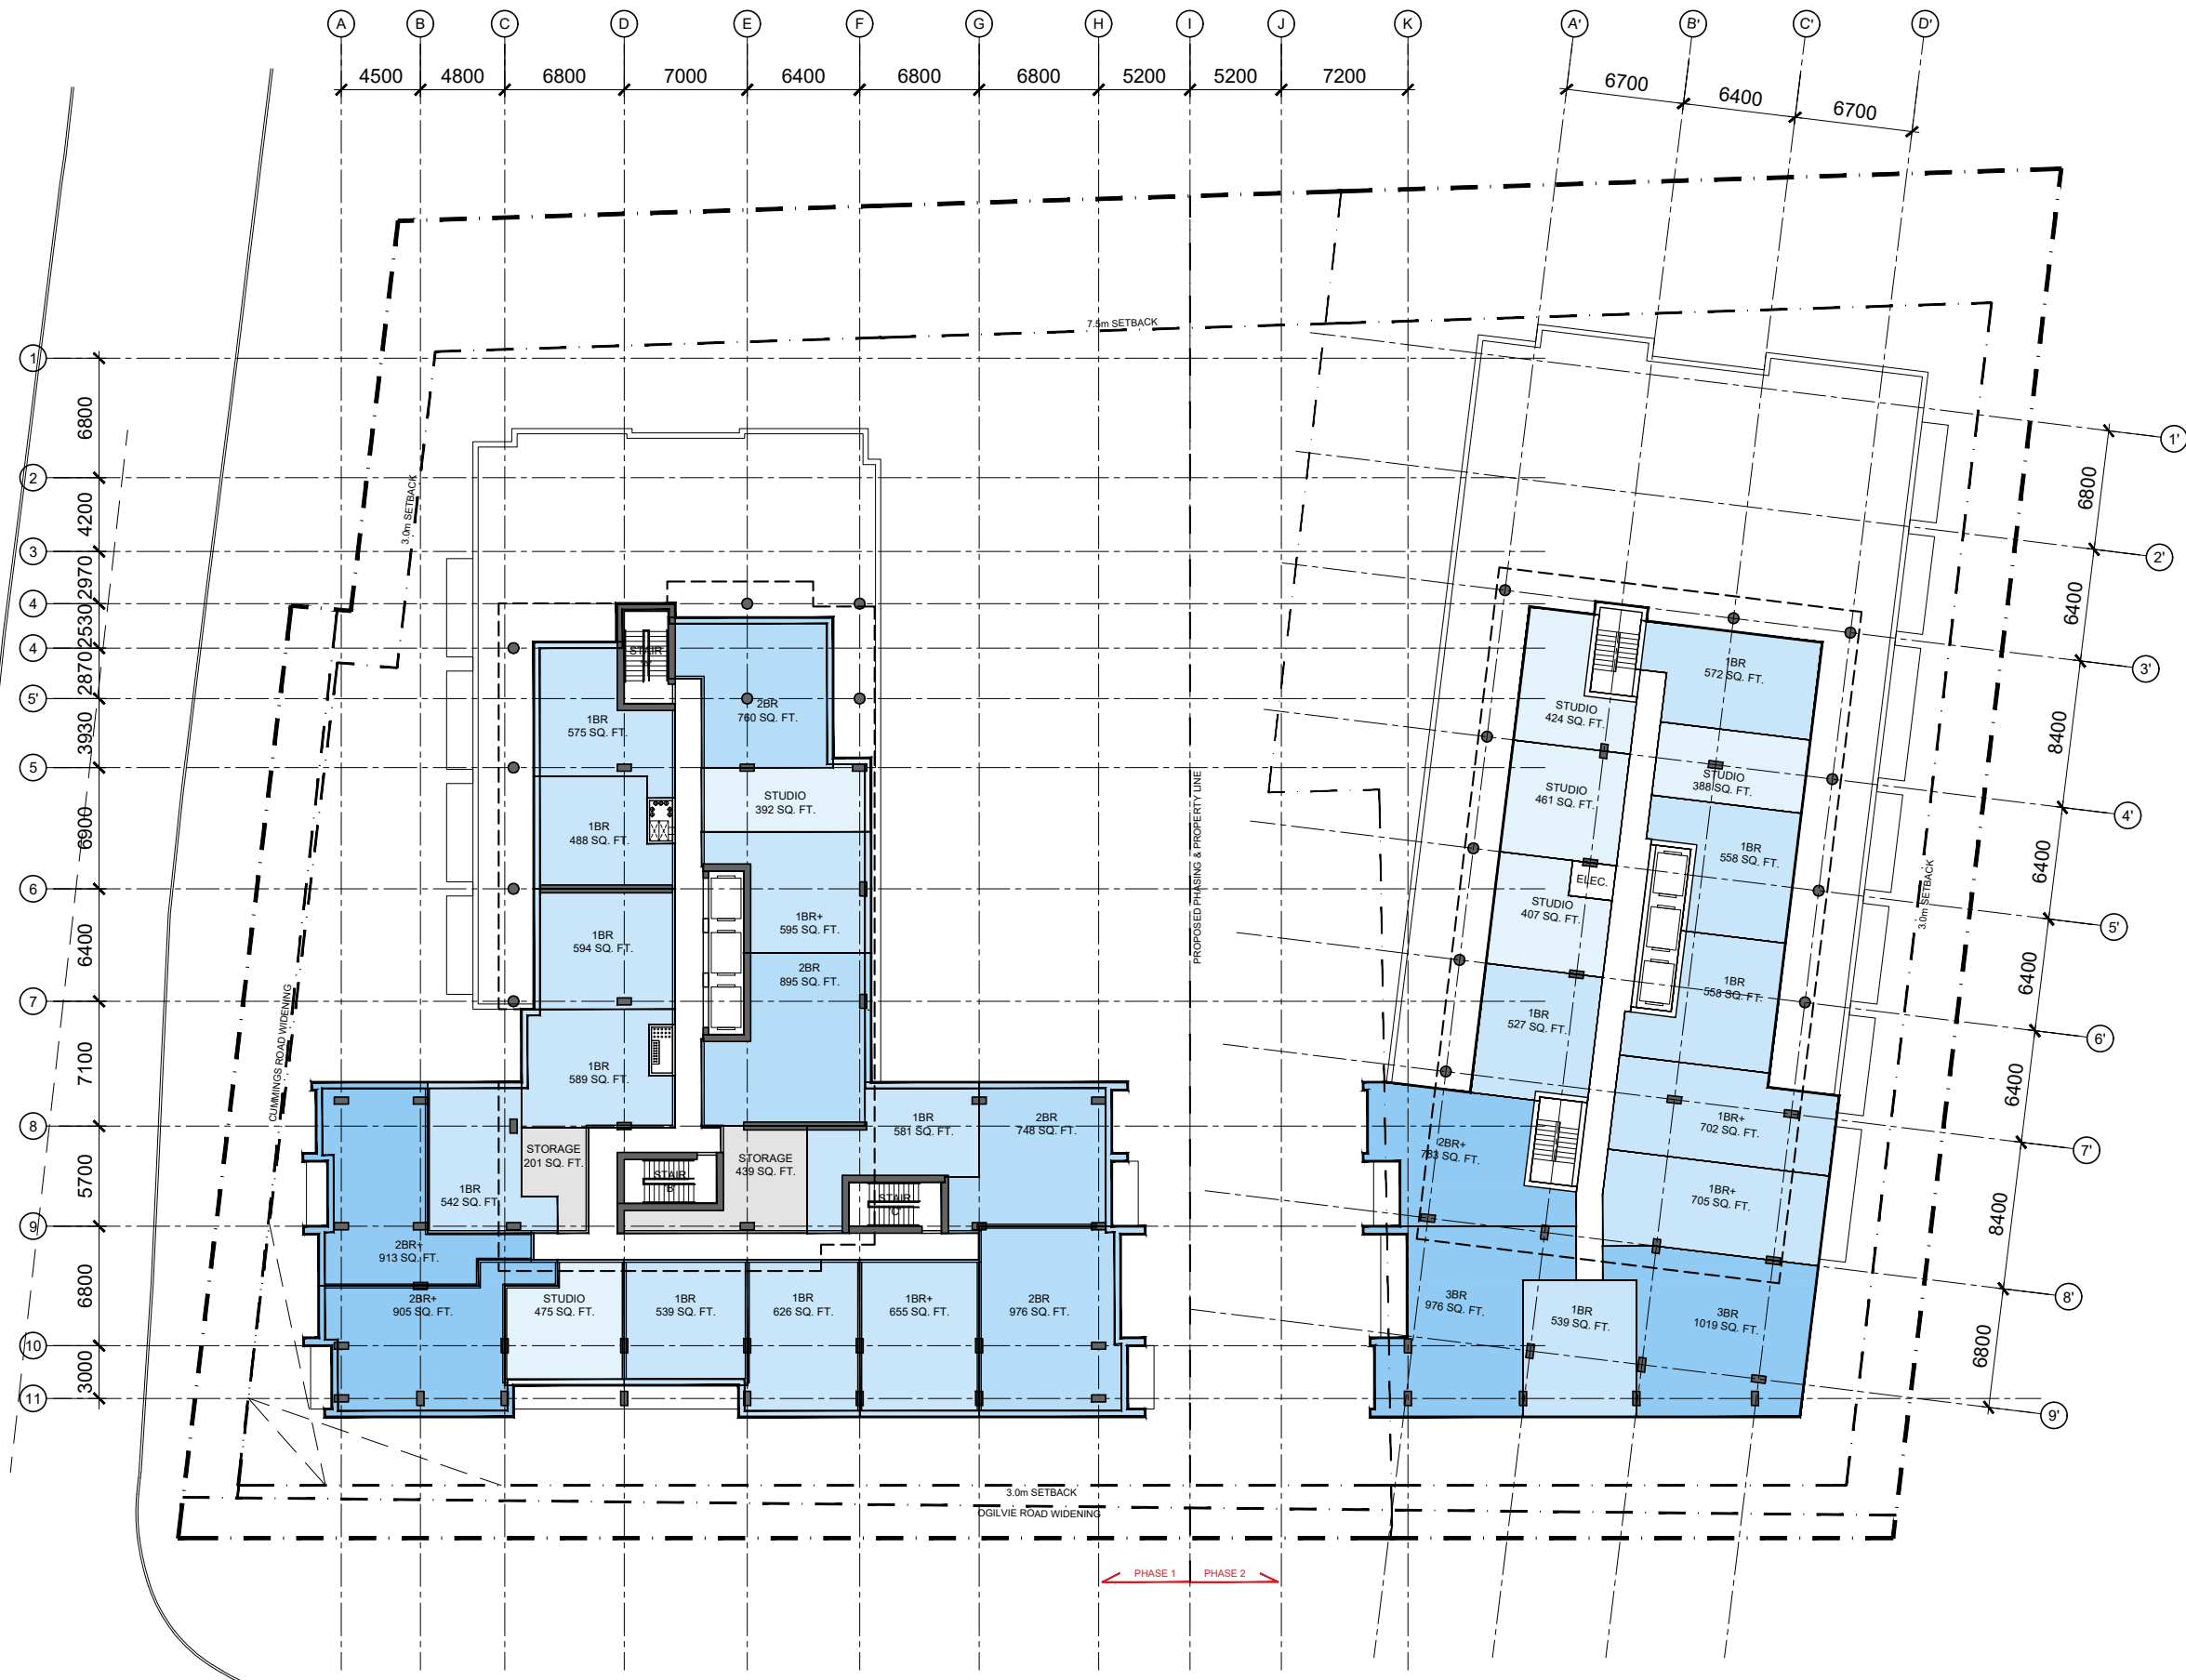 A
B
C
D
E
F
G
H
I
J
K
A'
B'
C'
D'
4500
4800
6800
7000
6400
6800
6800
5200
5200
7200
6700
6400
6700
7.5m SETBACK
1
2
3
4
4
5'
5
6
7
8
9
10
11
6800
4200
2970
2530
2870
3930
6900
6400
7100
5700
6800
3000
3.0m SETBACK
CUMMINGS ROAD WIDENING
STAIR
1BR
575 SQ. FT.
2BR
760 SQ. FT.
STUDIO
392 SQ. FT.
1BR
488 SQ. FT.
1BR+
595 SQ. FT.
1BR
594 SQ. FT.
2BR
895 SQ. FT.
1BR
589 SQ. FT.
1BR
581 SQ. FT.
2BR
748 SQ. FT.
STORAGE
201 SQ. FT.
STORAGE
439 SQ. FT.
STAIR
'B'
STAIR
'C'
1BR
542 SQ. FT.
2BR+
913 SQ. FT.
2BR+
905 SQ. FT.
STUDIO
475 SQ. FT.
1BR
539 SQ. FT.
1BR
626 SQ. FT.
1BR+
655 SQ. FT.
2BR
976 SQ. FT.
PROPOSED PHASING & PROPERTY LINE
1BR
572 SQ. FT.
STUDIO
424 SQ. FT.
STUDIO
388 SQ. FT.
STUDIO
461 SQ. FT.
1BR
558 SQ. FT.
ELEC.
STUDIO
407 SQ. FT.
1BR
558 SQ. FT.
1BR
527 SQ. FT.
1BR+
702 SQ. FT.
2BR+
783 SQ. FT.
1BR+
705 SQ. FT.
3BR
976 SQ. FT.
1BR
539 SQ. FT.
3BR
1019 SQ. FT.
3.0m SETBACK
1'
2'
3'
4'
5'
6'
7'
8'
9'
6800
6400
8400
6400
6400
6400
8400
6800
3.0m SETBACK
OGILVIE ROAD WIDENING
PHASE 1
PHASE 2